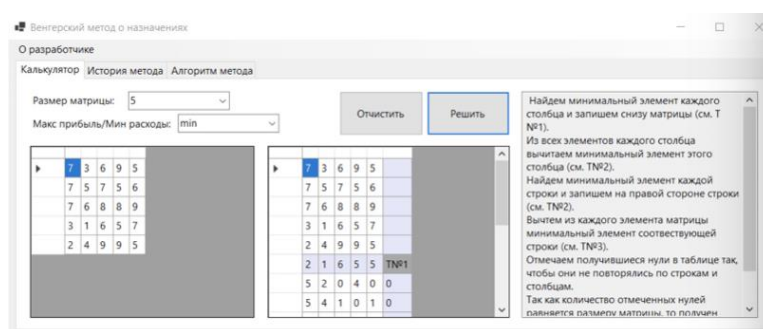 Венгерский метод о назначениях
О разработчике
Калькулятор История метода Алгоритм метода
Размер матрицы: 5
Макс прибыль/Мин расходы: min
Отчистить Решить
7 3 6 9 5
7 5 7 5 6
7 6 8 8 9
3 1 6 5 7
2 4 9 9 5
7 3 6 9 5
7 5 7 5 6
7 6 8 8 9
3 1 6 5 7
2 4 9 9 5
2 1 6 5 5 Т№1
5 2 0 4 0 0
5 4 1 0 1 0
Найдем минимальный элемент каждого
столбца и запишем снизу матрицы (см. Т
№1).
Из всех элементов каждого столбца
вычитаем минимальный элемент этого
столбца (см. Т№2).
Найдем минимальный элемент каждой
строки и запишем на правой стороне строки
(см. Т№2).
Вычтем из каждого элемента матрицы
минимальный элемент соотвествующей
строки (см. Т№3).
Отмечаем получившиеся нули в таблице так,
чтобы они не повторялись по строкам и
столбцам.
Так как количество отмеченных нулей
равняется размеру матрицы, то получен